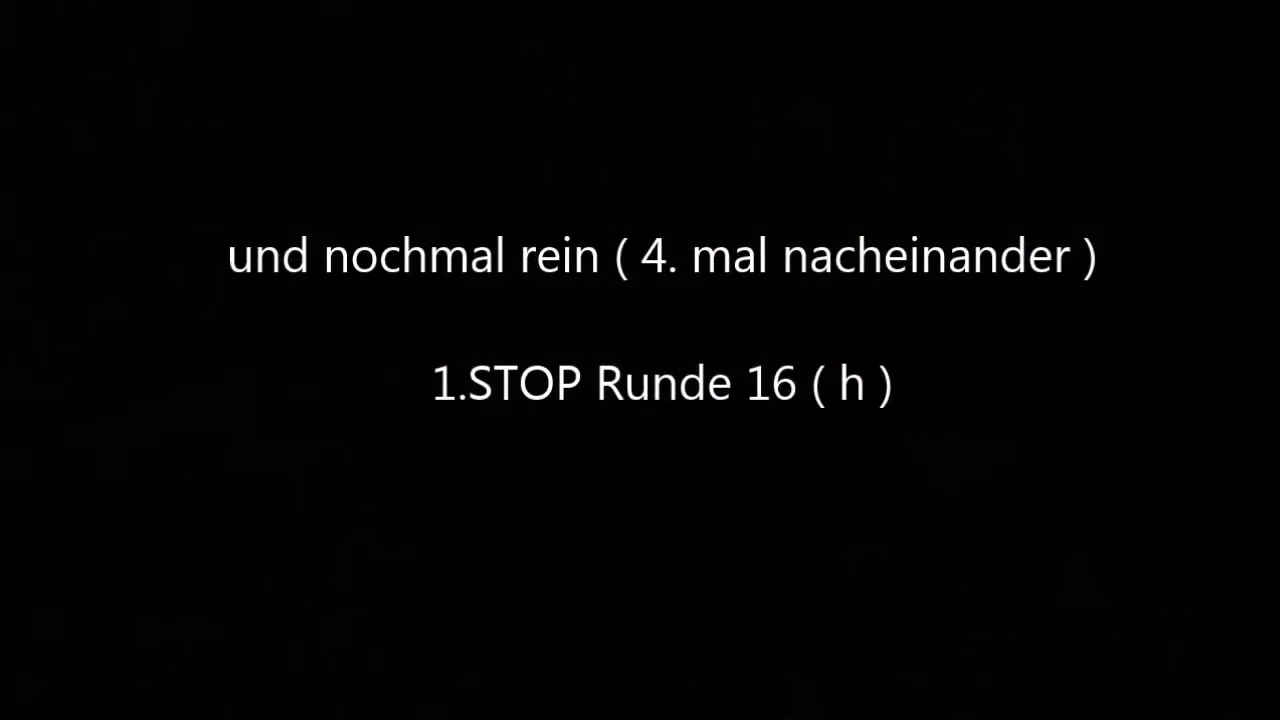 und nochmal rein ( 4. mal nacheinander )
1.STOP Runde 16 ( h )